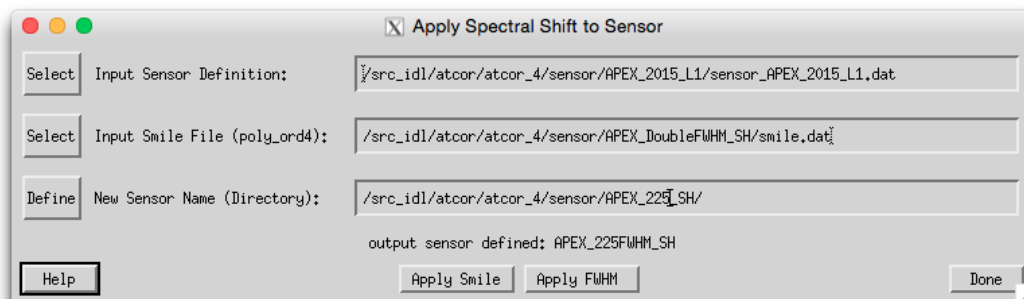 Apply Spectral Shift to Sensor
Select Input Sensor Definition: /src_idl/atcor/atcor_4/sensor/APEX_2015_L1/sensor_APEX_2015_L1.dat
Select Input Smile File (poly_ord4): /src_idl/atcor/atcor_4/sensor/APEX_DoubleFWHM_SH/smile.dat
Define New Sensor Name (Directory): /src_idl/atcor/atcor_4/sensor/APEX_225_SH/
output sensor defined: APEX_225FWHM_SH
Help Apply Smile Apply FWHM Done